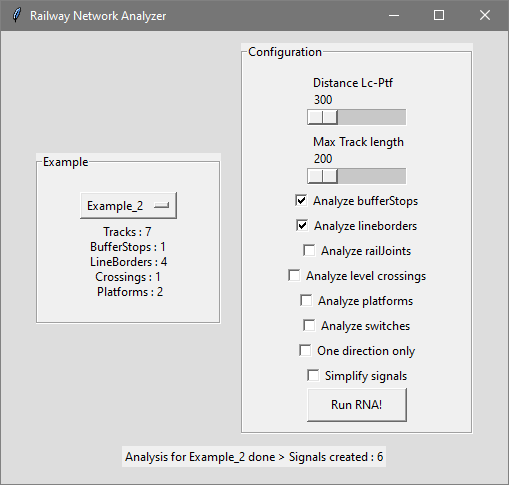 Railway Network Analyzer
Example
Example_2
Tracks : 7
BufferStops : 1
LineBorders : 4
Crossings : 1
Platforms : 2
Configuration
Distance Lc-Ptf
300
Max Track length
200
Analyze bufferStops
Analyze lineborders
Analyze railJoints
Analyze level crossings
Analyze platforms
Analyze switches
One direction only
Simplify signals
Run RNA!
Analysis for Example_2 done > Signals created : 6